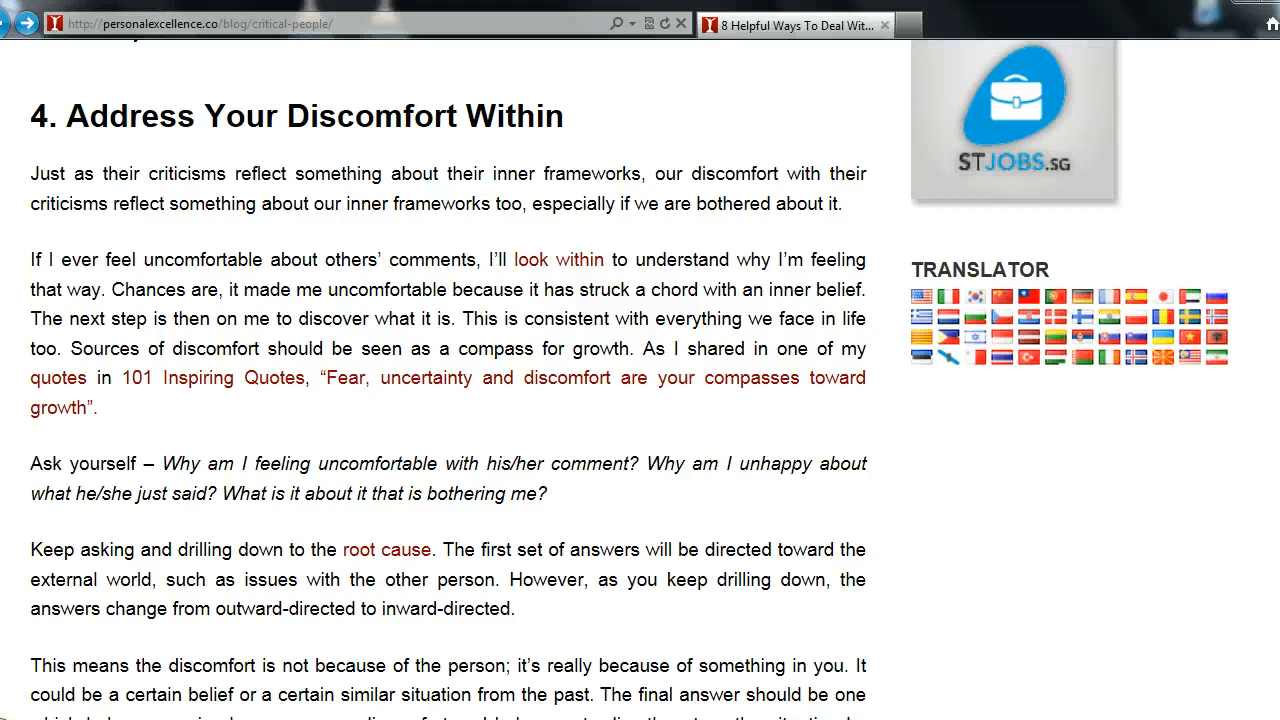 http://personalexcellence.co/blog/critical-people/
8 Helpful Ways To Deal Wit...
4. Address Your Discomfort Within
Just as their criticisms reflect something about their inner frameworks, our discomfort with their
criticisms reflect something about our inner frameworks too, especially if we are bothered about it.
If I ever feel uncomfortable about others’ comments, I’ll look within to understand why I’m feeling
that way. Chances are, it made me uncomfortable because it has struck a chord with an inner belief.
The next step is then on me to discover what it is. This is consistent with everything we face in life
too. Sources of discomfort should be seen as a compass for growth. As I shared in one of my
quotes in 101 Inspiring Quotes, “Fear, uncertainty and discomfort are your compasses toward
growth”.
Ask yourself – Why am I feeling uncomfortable with his/her comment? Why am I unhappy about
what he/she just said? What is it about it that is bothering me?
Keep asking and drilling down to the root cause. The first set of answers will be directed toward the
external world, such as issues with the other person. However, as you keep drilling down, the
answers change from outward-directed to inward-directed.
This means the discomfort is not because of the person; it’s really because of something in you. It
could be a certain belief or a certain similar situation from the past. The final answer should be one
STJOBS.SG
TRANSLATOR